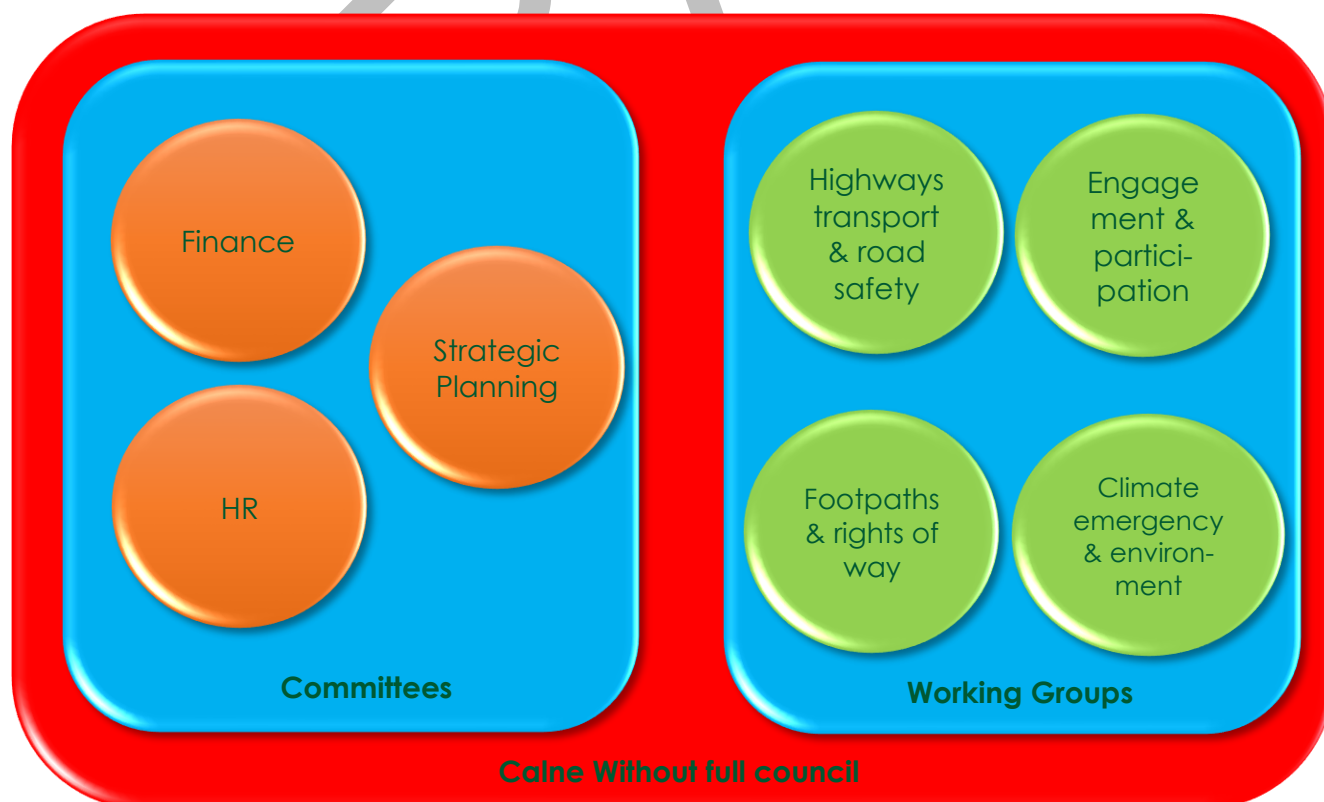 Finance
Strategic
Planning
HR
Committees
Highways
transport
& road
safety
Engage
ment &
partici-
pation
Footpaths
& rights of
way
Climate
emergency
& environ-
ment
Working Groups
Calne Without full council